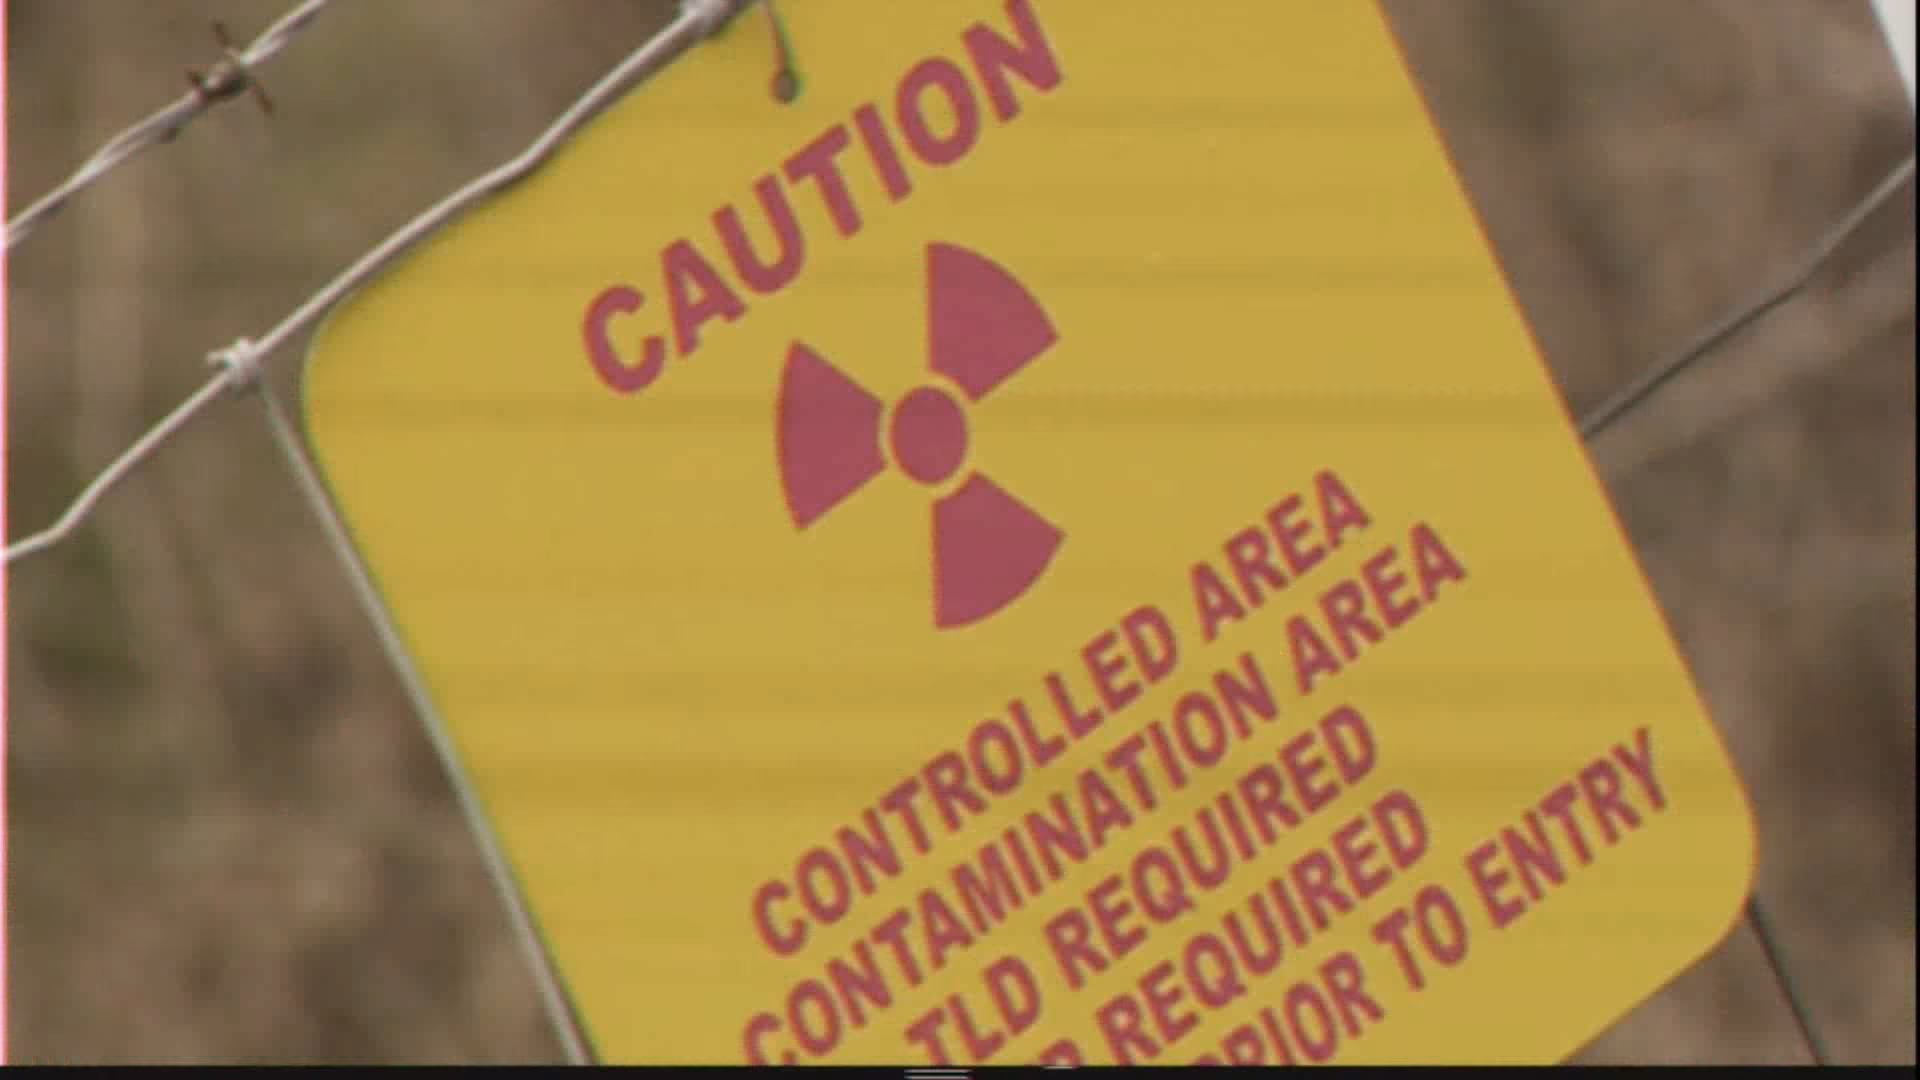 CAUTION
CONTROLLED AREA
CONTAMINATION AREA
TLD REQUIRED
REQUIRED
PRIOR TO ENTRY